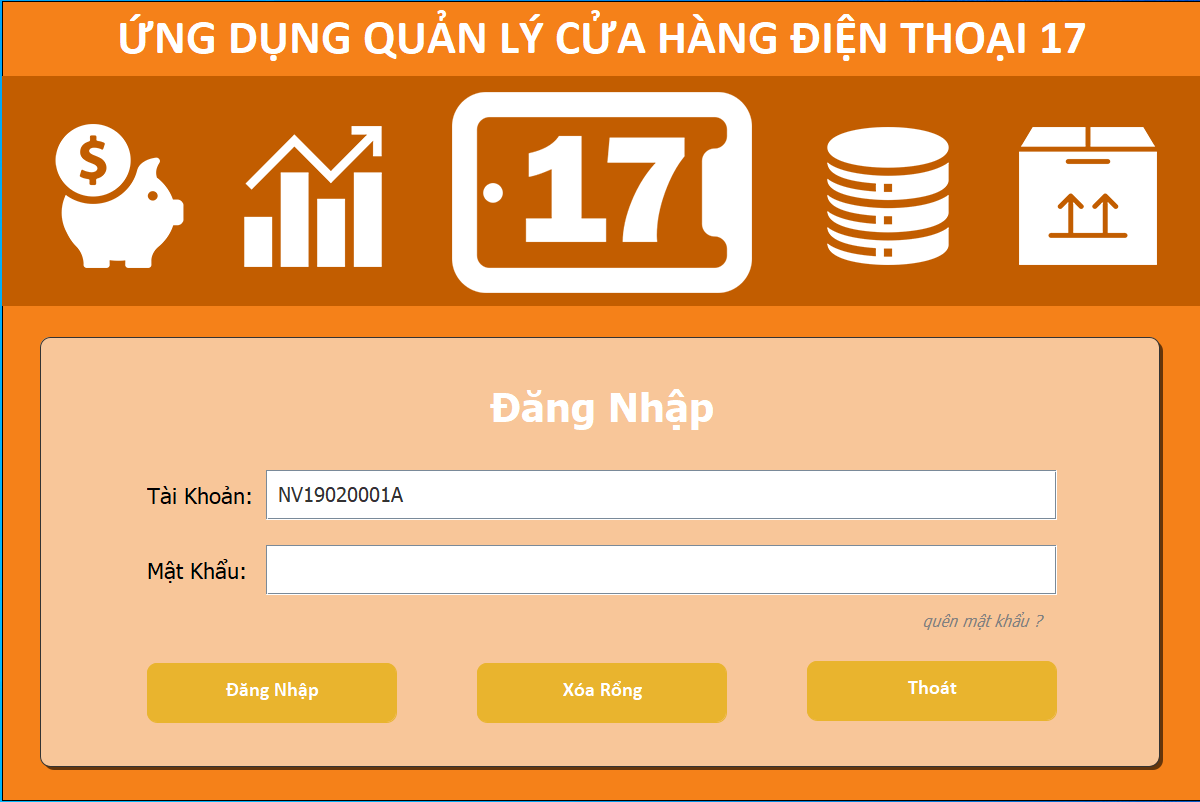 ỨNG DỤNG QUẢN LÝ CỬA HÀNG ĐIỆN THOẠI 17
$
17
Đăng Nhập
Tài Khoản: NV19020001A
Mật Khẩu:
quên mật khẩu ?
Đăng Nhập Xóa Rổng Thoát